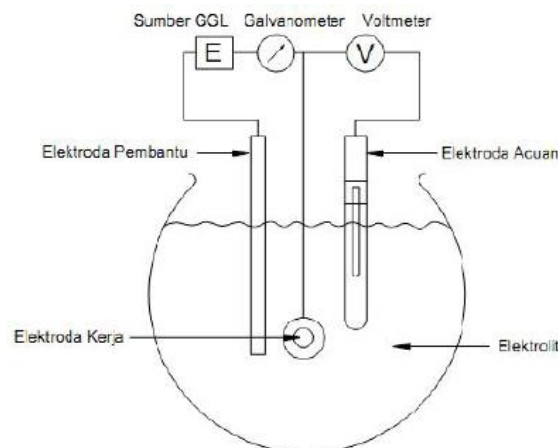 Sumber GGL Galvanometer Voltmeter
E
V
Elektroda Pembantu
Elektroda Acuan
Elektroda Kerja
Elektrolit